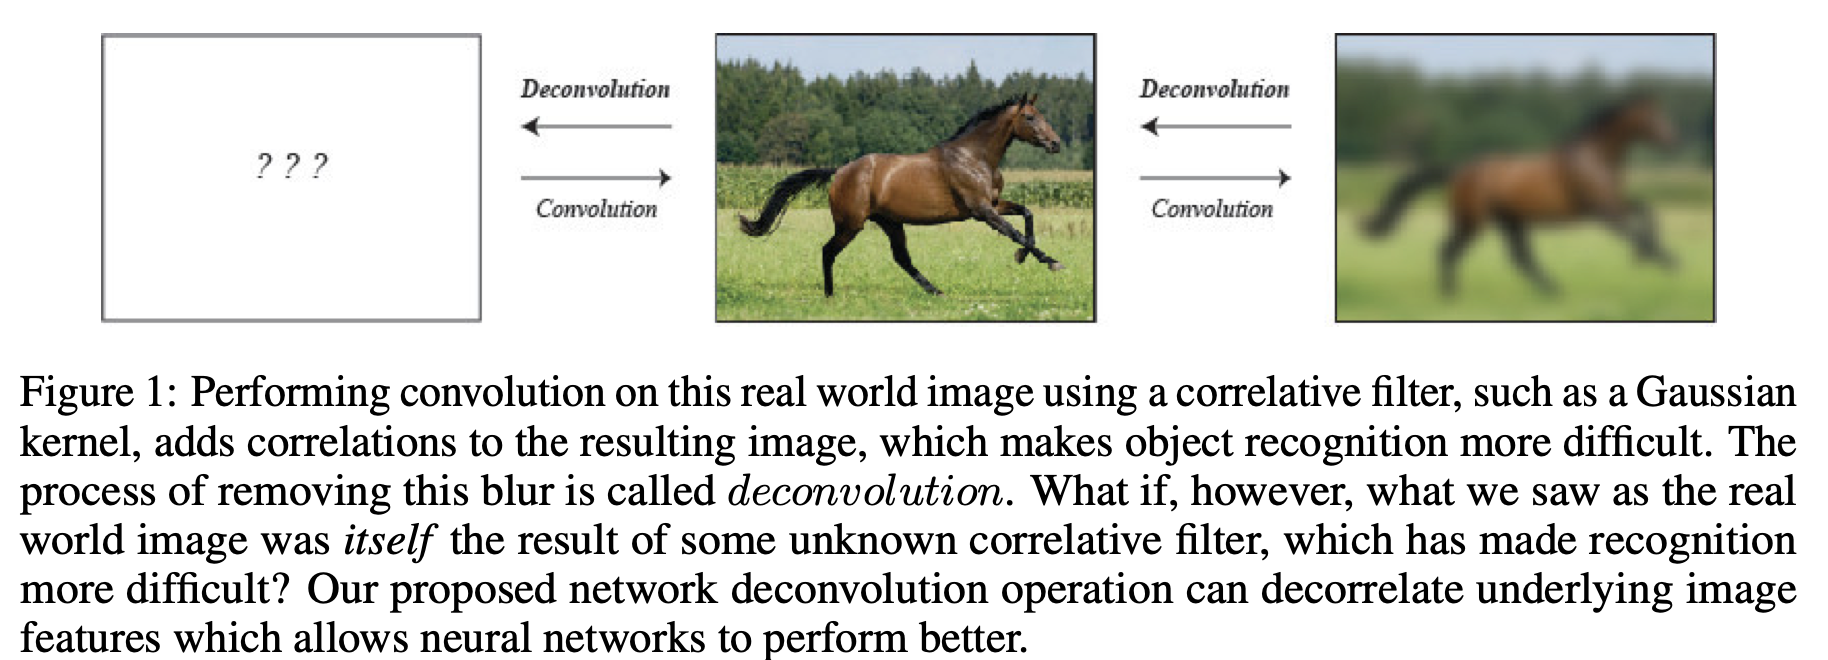 ? ? ?
Deconvolution
Convolution
Deconvolution
Convolution
Figure 1: Performing convolution on this real world image using a correlative filter, such as a Gaussian
kernel, adds correlations to the resulting image, which makes object recognition more difficult. The
process of removing this blur is called deconvolution. What if, however, what we saw as the real
world image was itself the result of some unknown correlative filter, which has made recognition
more difficult? Our proposed network deconvolution operation can decorrelate underlying image
features which allows neural networks to perform better.